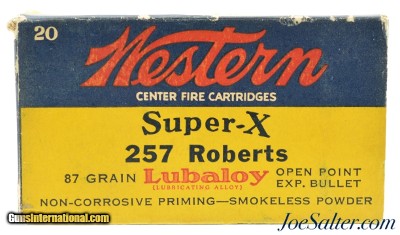 20
Western
CENTER FIRE CARTRIDGES
Super-X
257 Roberts
87 GRAIN Lubaloy OPEN POINT
[LUBRICATING ALLOY] EXP. BULLET
NON-CORROSIVE PRIMING—SMOKELESS POWDER
GunsInternational.com
JoeSalter.com